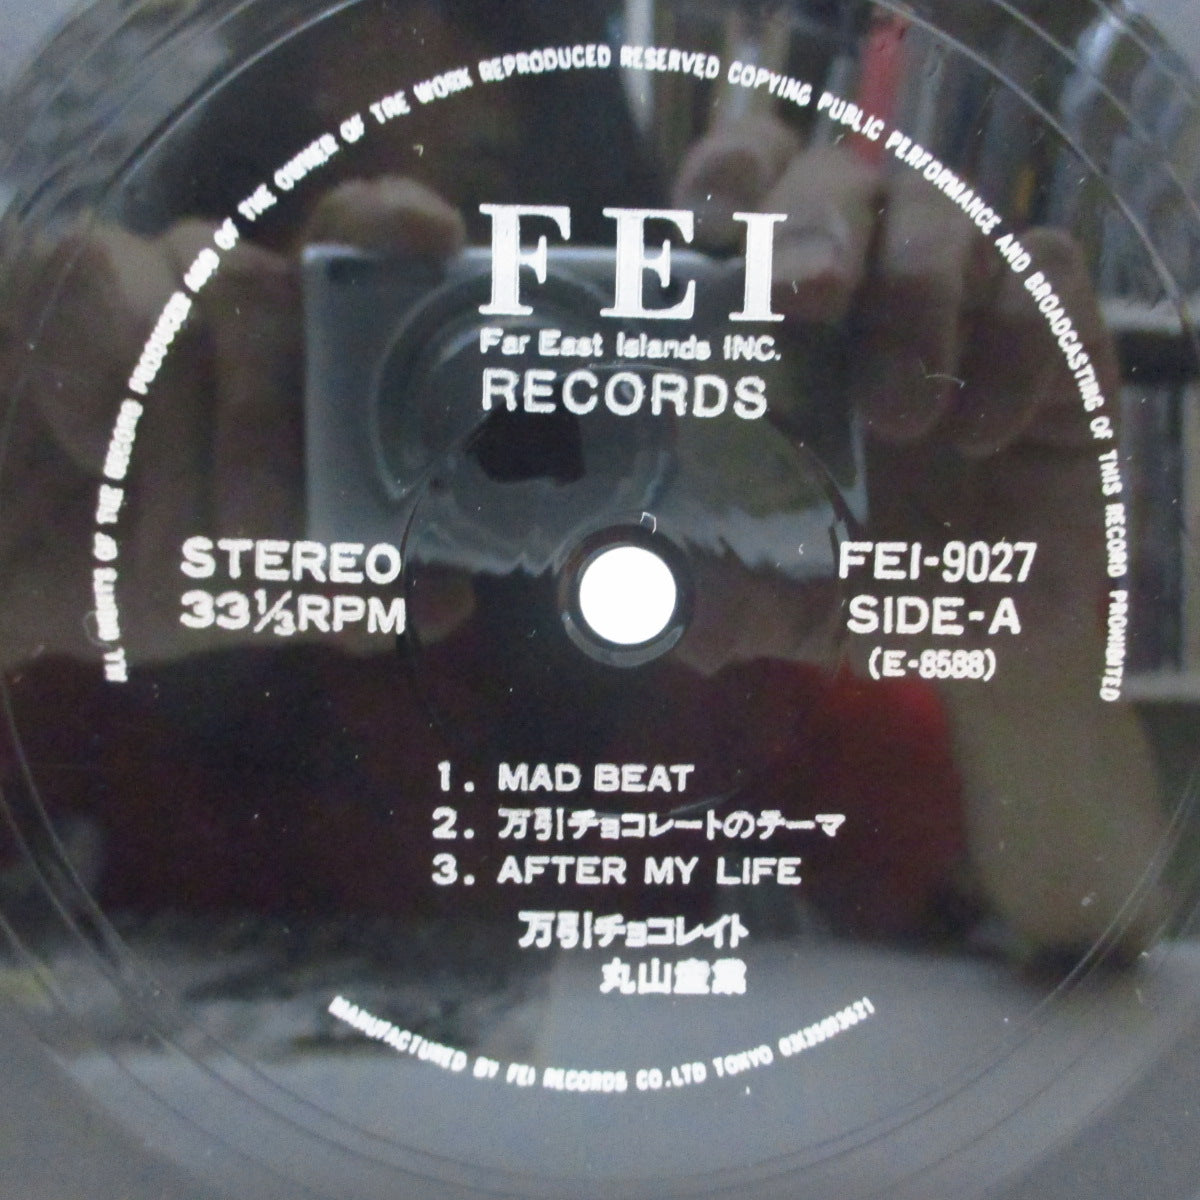 ALL RIGHTS OF THE RECORD PRODUCER AND OF THE OWNER OF TRE WORK REPRODUCED RESERVED COPYING PUBLIC PERFORMANCE AND BROADCASTING OF THIS RECORD PROHIBITED
FEI
Far East Islands INC.
RECORDS
STEREO
33⅓RPM
FEI-9027
SIDE-A
(E-8588)
1. MAD BEAT
2. 万引チョコレートのテーマ
3. AFTER MY LIFE
万引チョコレイト
丸山産業
MANUFACTURED BY FEI RECORDS CO.LTD TOKYO